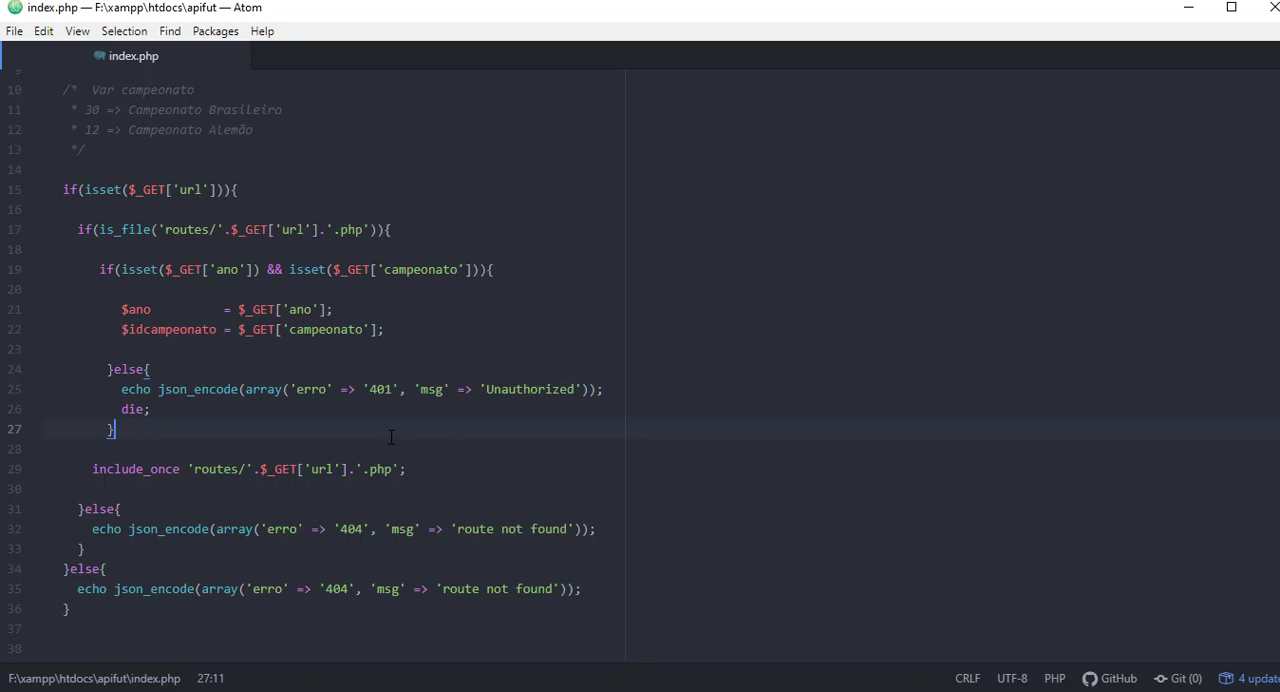 index.php — F:\xampp\htdocs\apifut — Atom
File Edit View Selection Find Packages Help
index.php
9
10 /* Var campeonato
11 * 30 => Campeonato Brasileiro
12 * 12 => Campeonato Alemão
13 */
14
15 if(isset($_GET['url'])){
16
17 if(is_file('routes/'.$_GET['url'].'.php')){
18
19 if(isset($_GET['ano']) && isset($_GET['campeonato'])){
20
21 $ano = $_GET['ano'];
22 $idcampeonato = $_GET['campeonato'];
23
24 }else{
25 echo json_encode(array('erro' => '401', 'msg' => 'Unauthorized'));
26 die;
27 }
28
29 include_once 'routes/'.$_GET['url'].'.php';
30
31 }else{
32 echo json_encode(array('erro' => '404', 'msg' => 'route not found'));
33 }
34 }else{
35 echo json_encode(array('erro' => '404', 'msg' => 'route not found'));
36 }
37
38
F:\xampp\htdocs\apifut\index.php 27:11 CRLF UTF-8 PHP GitHub Git (0) 4 update